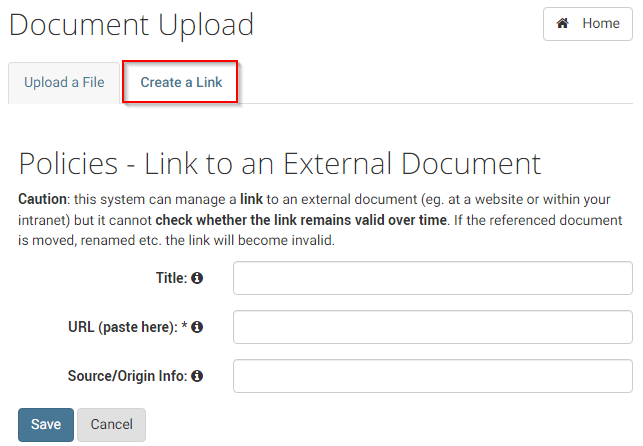 Document Upload
Home
Upload a File
Create a Link
Policies - Link to an External Document
Caution: this system can manage a link to an external document (eg. at a website or within your
intranet) but it cannot check whether the link remains valid over time. If the referenced document
is moved, renamed etc. the link will become invalid.
Title:
URL (paste here): *
Source/Origin Info:
Save
Cancel